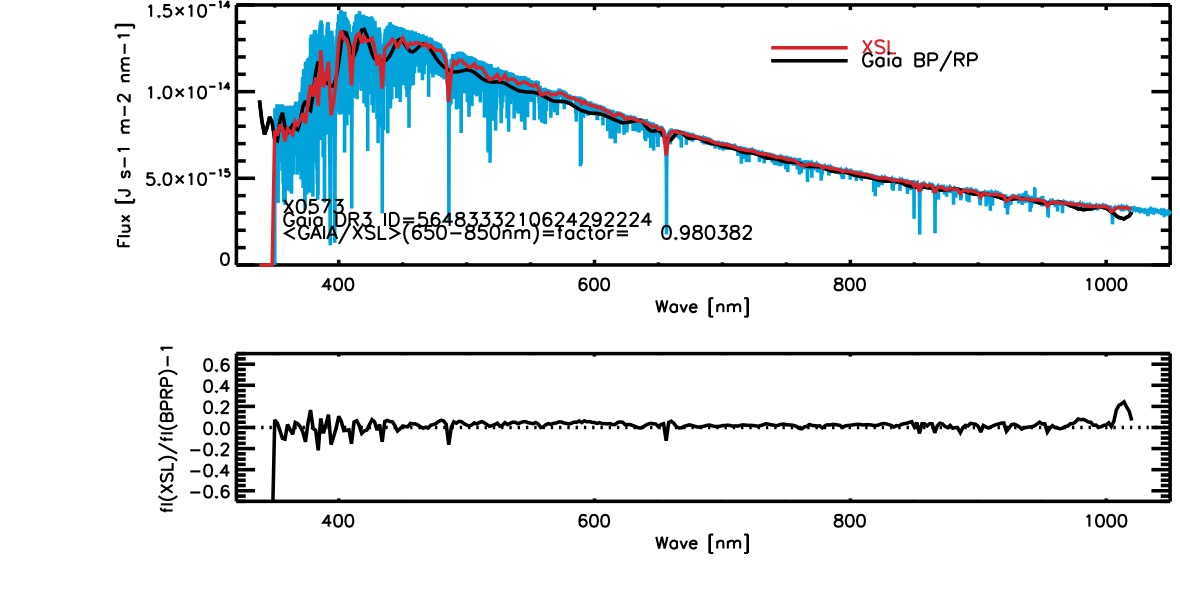 1.5×10−14
1.0×10−14
5.0×10−15
0
Flux [J s−1 m−2 nm−1]
XSL
Gaia BP/RP
X0573
Gaia DR3 ID=5648333210624292224
<GAIA/XSL>(650−850nm)=factor= 0.980382
400 600 800 1000
Wave [nm]
0.6
0.4
0.2
0.0
−0.2
−0.4
−0.6
fl(XSL)/fl(BPRP)−1
400 600 800 1000
Wave [nm]